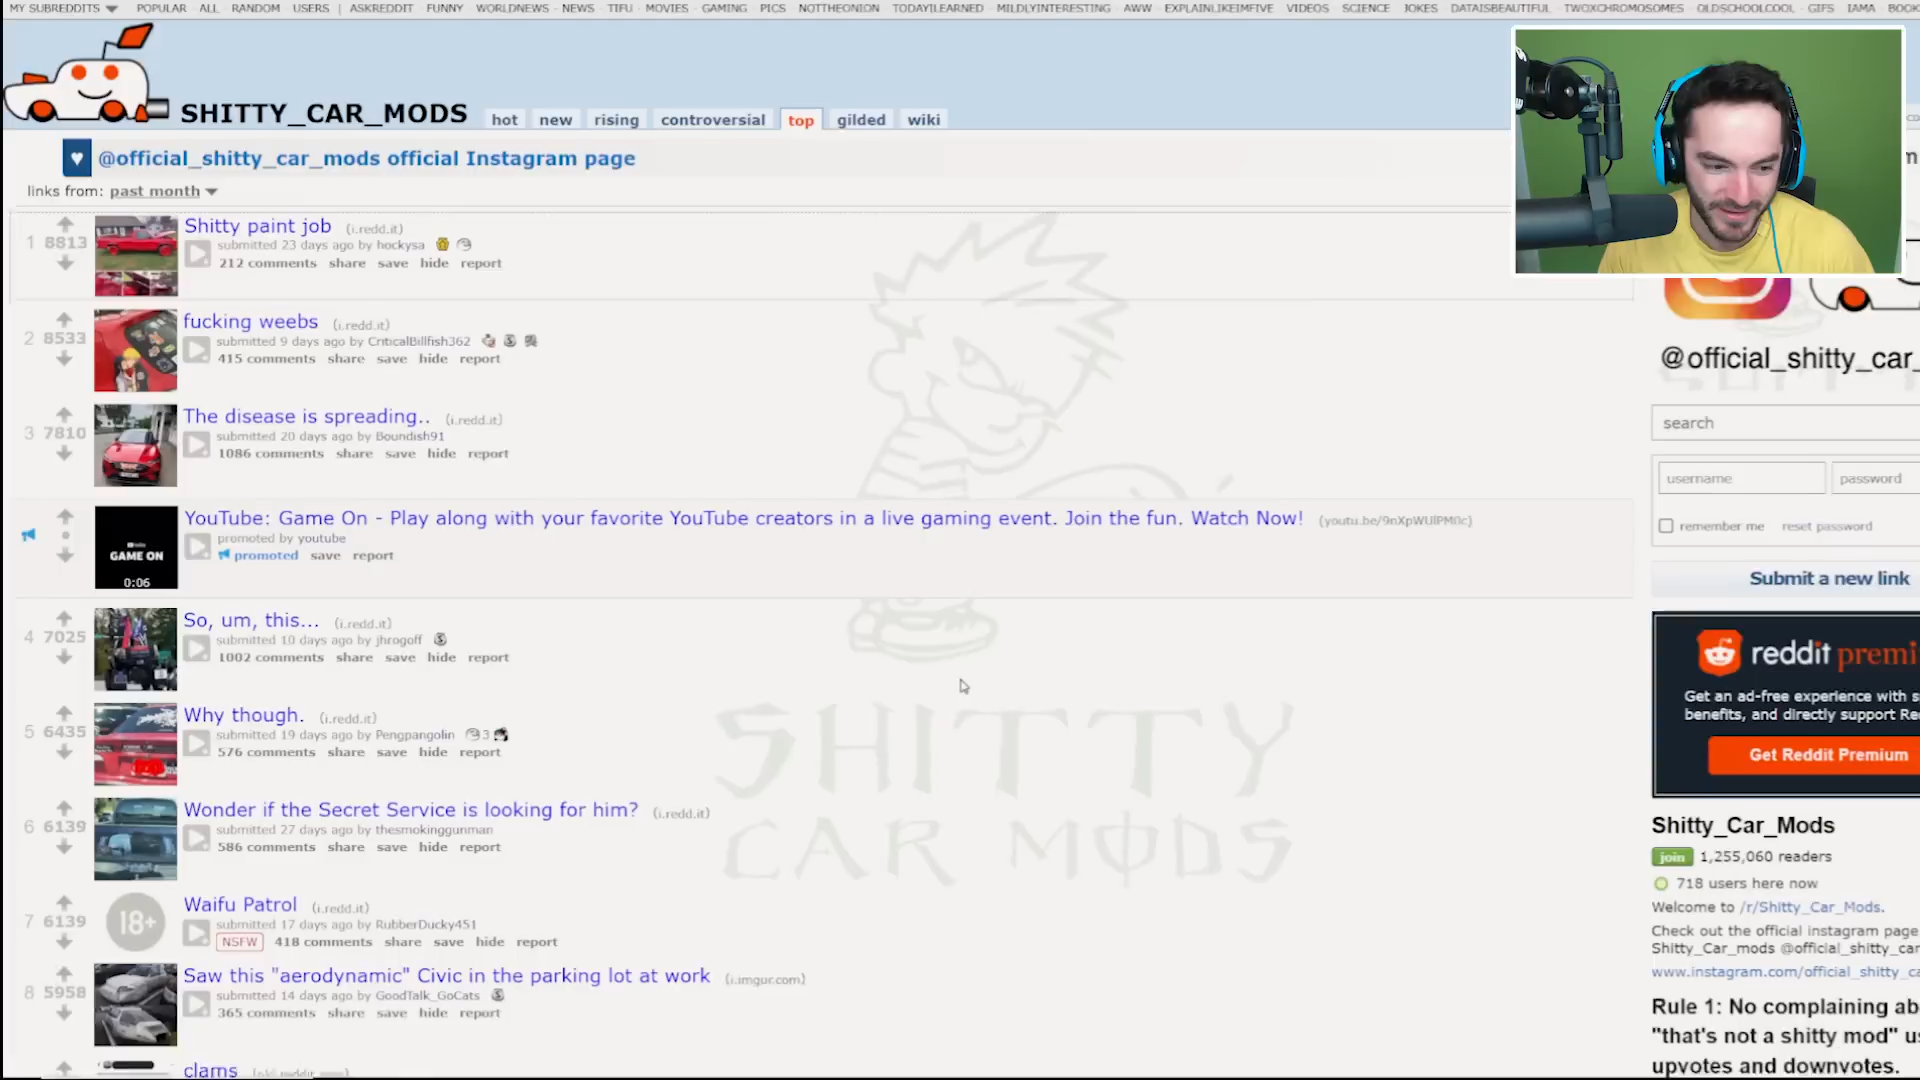 MY SUBREDDITS POPULAR - ALL - RANDOM - USERS | ASKREDDIT - FUNNY - WORLDNEWS - NEWS - TIFU - MOVIES - GAMING - PICS - NOTTHEONION - TODAYILEARNED - MILDLYINTERESTING - AWW - EXPLAINLIKEIMFIVE - VIDEOS - SCIENCE - JOKES - DATAISBEAUTIFUL - TWOXCHROMOSOMES - OLDSCHOOLCOOL - GIFS - IAMA - BOOK
SHITTY_CAR_MODS hot new rising controversial top gilded wiki
@official_shitty_car_mods official Instagram page
links from: past month
1 8813 Shitty paint job (i.redd.it)
submitted 23 days ago by hockysa
212 comments share save hide report
2 8533 fucking weebs (i.redd.it)
submitted 9 days ago by CriticalBillfish362
415 comments share save hide report
3 7810 The disease is spreading.. (i.redd.it)
submitted 20 days ago by Boundish91
1086 comments share save hide report
YouTube: Game On - Play along with your favorite YouTube creators in a live gaming event. Join the fun. Watch Now!
promoted by youtube
promoted save report
GAME ON
0:06
4 7025 So, um, this... (i.redd.it)
submitted 10 days ago by jhrogoff
1002 comments share save hide report
5 6435 Why though. (i.redd.it)
submitted 19 days ago by Pengpangolin 3
576 comments share save hide report
6 6139 Wonder if the Secret Service is looking for him? (i.redd.it)
submitted 27 days ago by thesmokinggunman
586 comments share save hide report
7 6139 18+ Waifu Patrol (i.redd.it)
submitted 17 days ago by RubberDucky451
NSFW 418 comments share save hide report
8 5958 Saw this "aerodynamic" Civic in the parking lot at work (i.imgur.com)
submitted 14 days ago by GoodTalk_GoCats
365 comments share save hide report
clams
SHITTY
CAR MODS
@official_shitty_car_
search
username password
remember me reset password
Submit a new link
reddit premi
Get an ad-free experience with s
benefits, and directly support Re
Get Reddit Premium
Shitty_Car_Mods
join 1,255,060 readers
718 users here now
Welcome to /r/Shitty_Car_Mods.
Check out the official instagram page
Shitty_Car_mods @official_shitty_car
www.instagram.com/official_shitty_ca
Rule 1: No complaining ab
"that's not a shitty mod" us
upvotes and downvotes.